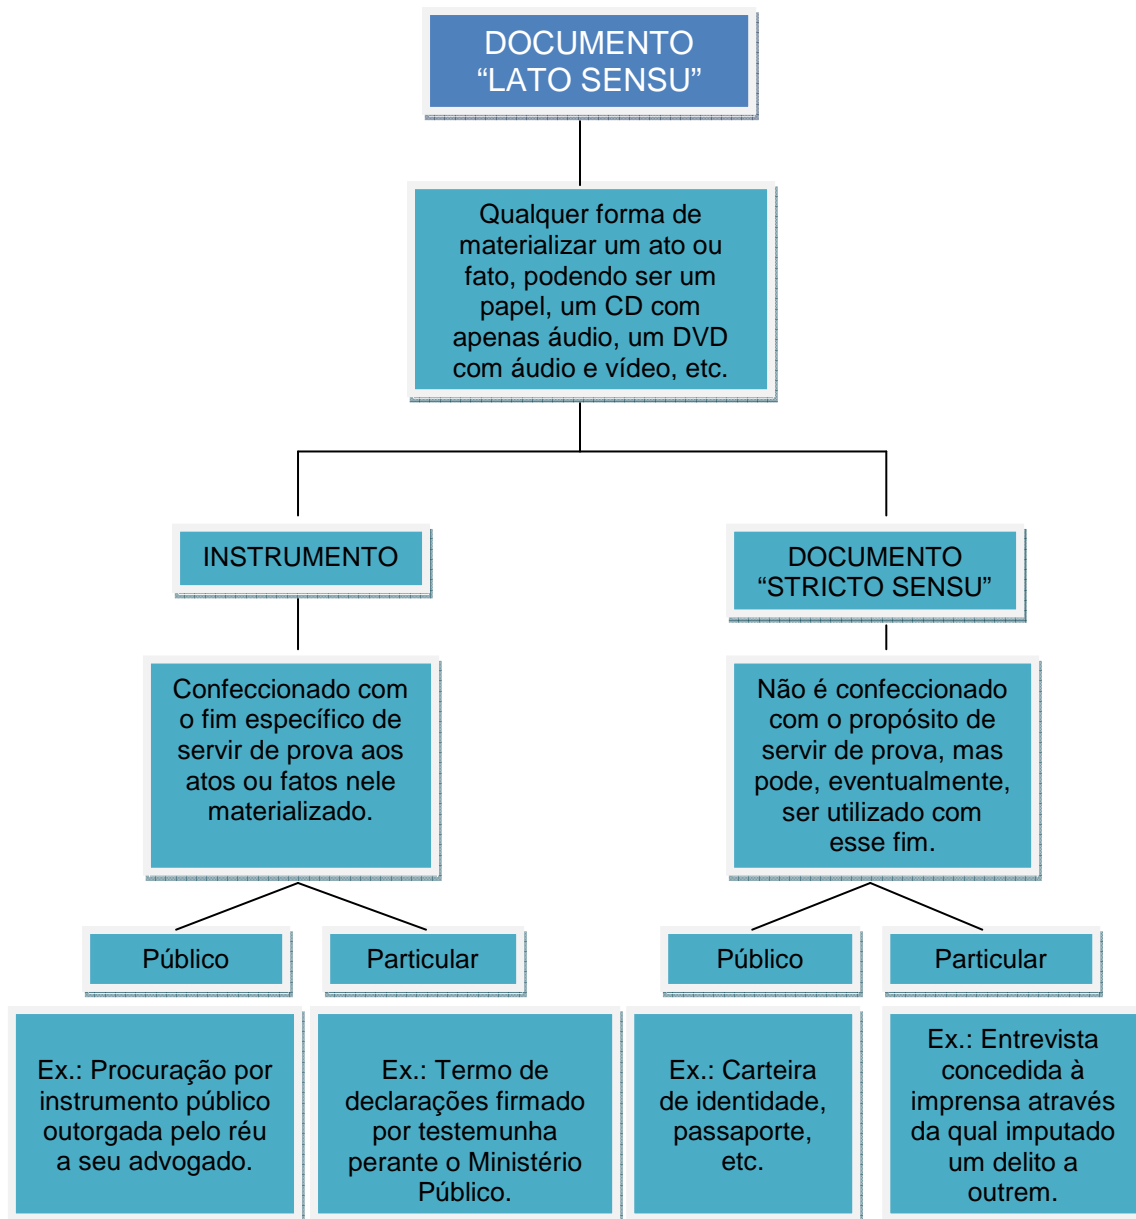 DOCUMENTO
“LATO SENSU”
Qualquer forma de
materializar um ato ou
fato, podendo ser um
papel, um CD com
apenas áudio, um DVD
com áudio e vídeo, etc.
INSTRUMENTO
DOCUMENTO
“STRICTO SENSU”
Confeccionado com
o fim específico de
servir de prova aos
atos ou fatos nele
materializado.
Não é confeccionado
com o propósito de
servir de prova, mas
pode, eventualmente,
ser utilizado com
esse fim.
Público
Particular
Público
Particular
Ex.: Procuração por
instrumento público
outorgada pelo réu
a seu advogado.
Ex.: Termo de
declarações firmado
por testemunha
perante o Ministério
Público.
Ex.: Carteira
de identidade,
passaporte,
etc.
Ex.: Entrevista
concedida à
imprensa através
da qual imputado
um delito a
outrem.